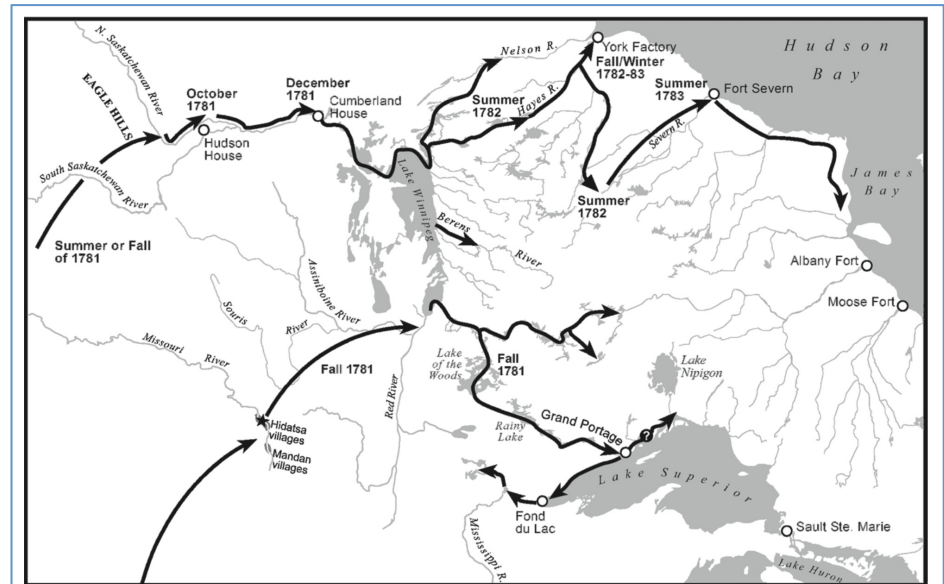 N. Saskatchewan River
EAGLE HILLS
October
1781
December
1781
Cumberland
House
Hudson
House
South Saskatchewan
River
Summer or Fall
of 1781
Nelson R.
Summer
1782
Hayes R.
York Factory
Fall/Winter
1782-83
Summer
1783
Fort Severn
Severn R.
Summer
1782
Hudson
Bay
James
Bay
Lake Winnipeg
Berens
River
Albany Fort
Moose Fort
Assiniboine River
Souris
River
Missouri
River
Fall 1781
Red River
Lake
of the
Woods
Fall
1781
Lake
Nipigon
Rainy
Lake
Grand Portage
?
Hidatsa
villages
Mandan
villages
Lake Superior
Fond
du Lac
Mississippi R.
Sault Ste. Marie
Lake Huron